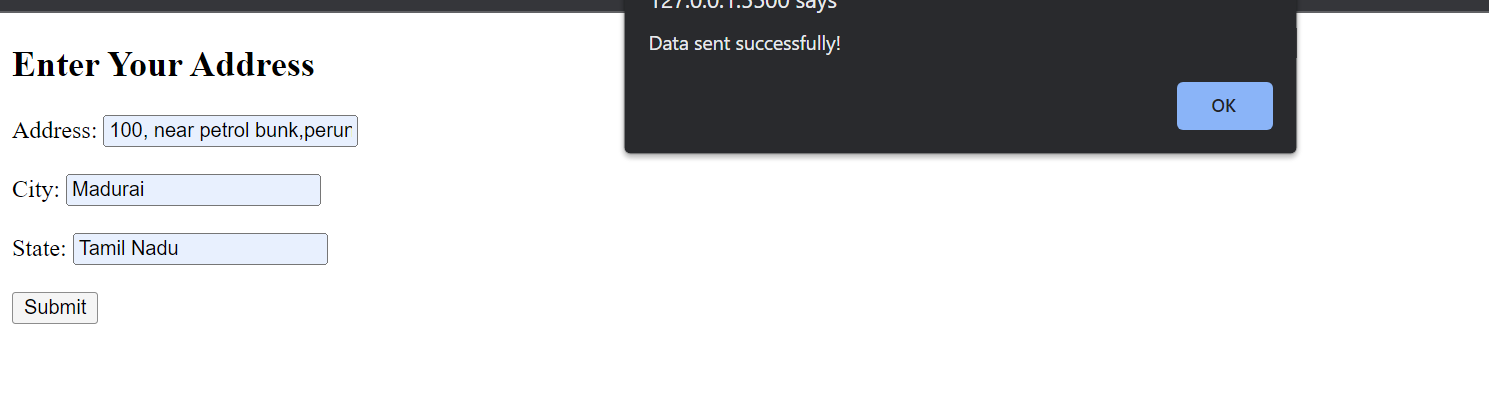 127.0.0.1:5500 says
Data sent successfully!
OK
Enter Your Address
Address: 100, near petrol bunk,perur
City: Madurai
State: Tamil Nadu
Submit